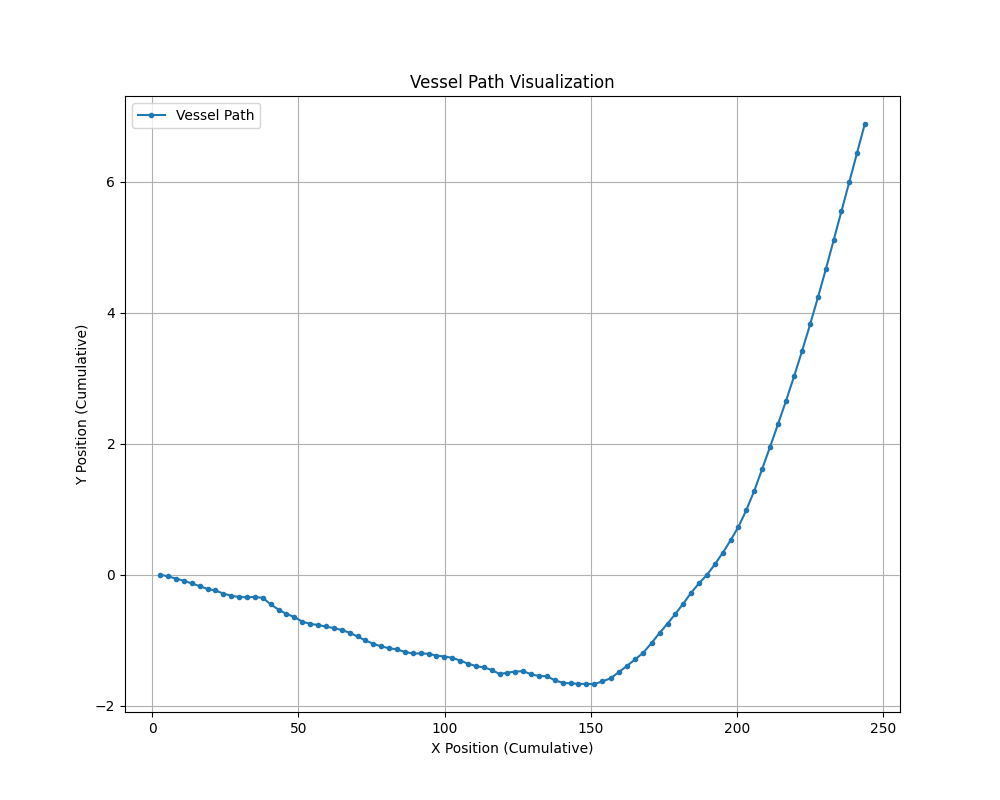 Vessel Path Visualization
Vessel Path
Y Position (Cumulative)
6
4
2
0
−2
0 50 100 150 200 250
X Position (Cumulative)